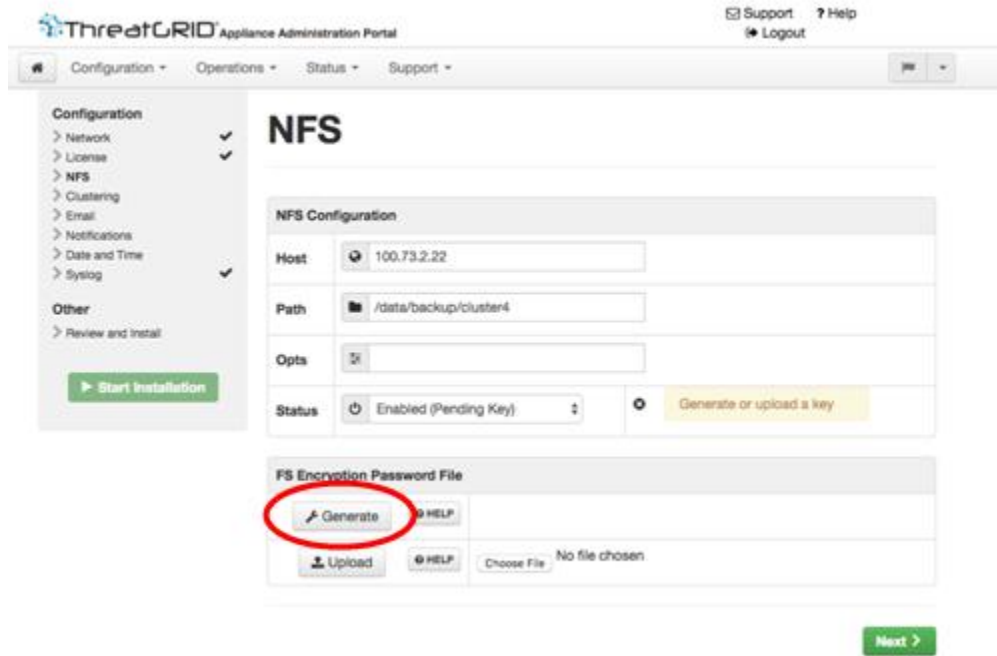 Support ? Help
ThreatGRID Appliance Administration Portal
Logout
Configuration Operations Status Support
Configuration
Network
License
NFS
Clustering
Email
Notifications
Date and Time
Syslog
Other
Review and Install
Start Installation
NFS
NFS Configuration
Host 100.73.2.22
Path /data/backup/cluster4
Opts
Status Enabled (Pending Key) Generate or upload a key
FS Encryption Password File
Generate HELP
Upload HELP Choose File No file chosen
Next